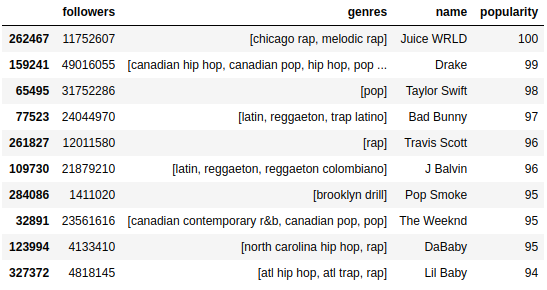 followers genres name popularity
262467 11752607 [chicago rap, melodic rap] Juice WRLD 100
159241 49016055 [canadian hip hop, canadian pop, hip hop, pop ... Drake 99
65495 31752286 [pop] Taylor Swift 98
77523 24044970 [latin, reggaeton, trap latino] Bad Bunny 97
261827 12011580 [rap] Travis Scott 96
109730 21879210 [latin, reggaeton, reggaeton colombiano] J Balvin 96
284086 1411020 [brooklyn drill] Pop Smoke 95
32891 23561616 [canadian contemporary r&b, canadian pop, pop] The Weeknd 95
123994 4133410 [north carolina hip hop, rap] DaBaby 95
327372 4818145 [atl hip hop, atl trap, rap] Lil Baby 94